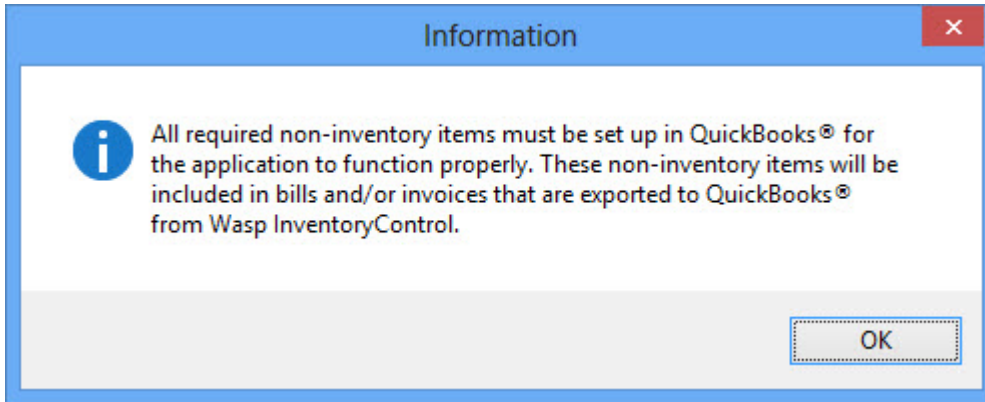 Information
All required non-inventory items must be set up in QuickBooks® for
the application to function properly. These non-inventory items will be
included in bills and/or invoices that are exported to QuickBooks®
from Wasp InventoryControl.
OK